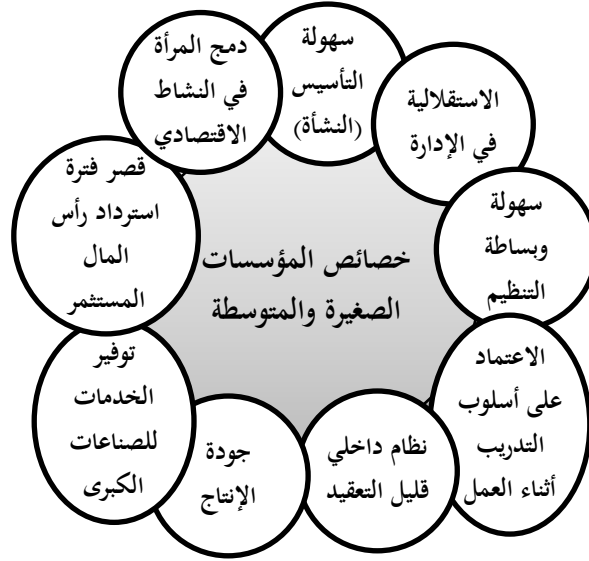 خصائص المؤسسات
الصغيرة والمتوسطة
سهولة
التأسيس
(النشأة)
الاستقلالية
في الإدارة
سهولة
وبساطة
التنظيم
الاعتماد
على أسلوب
التدريب
أثناء العمل
نظام داخلي
قليل التعقيد
جودة
الإنتاج
توفير
الخدمات
للصناعات
الكبرى
قصر فترة
استرداد رأس
المال
المستثمر
دمج المرأة
في النشاط
الاقتصادي